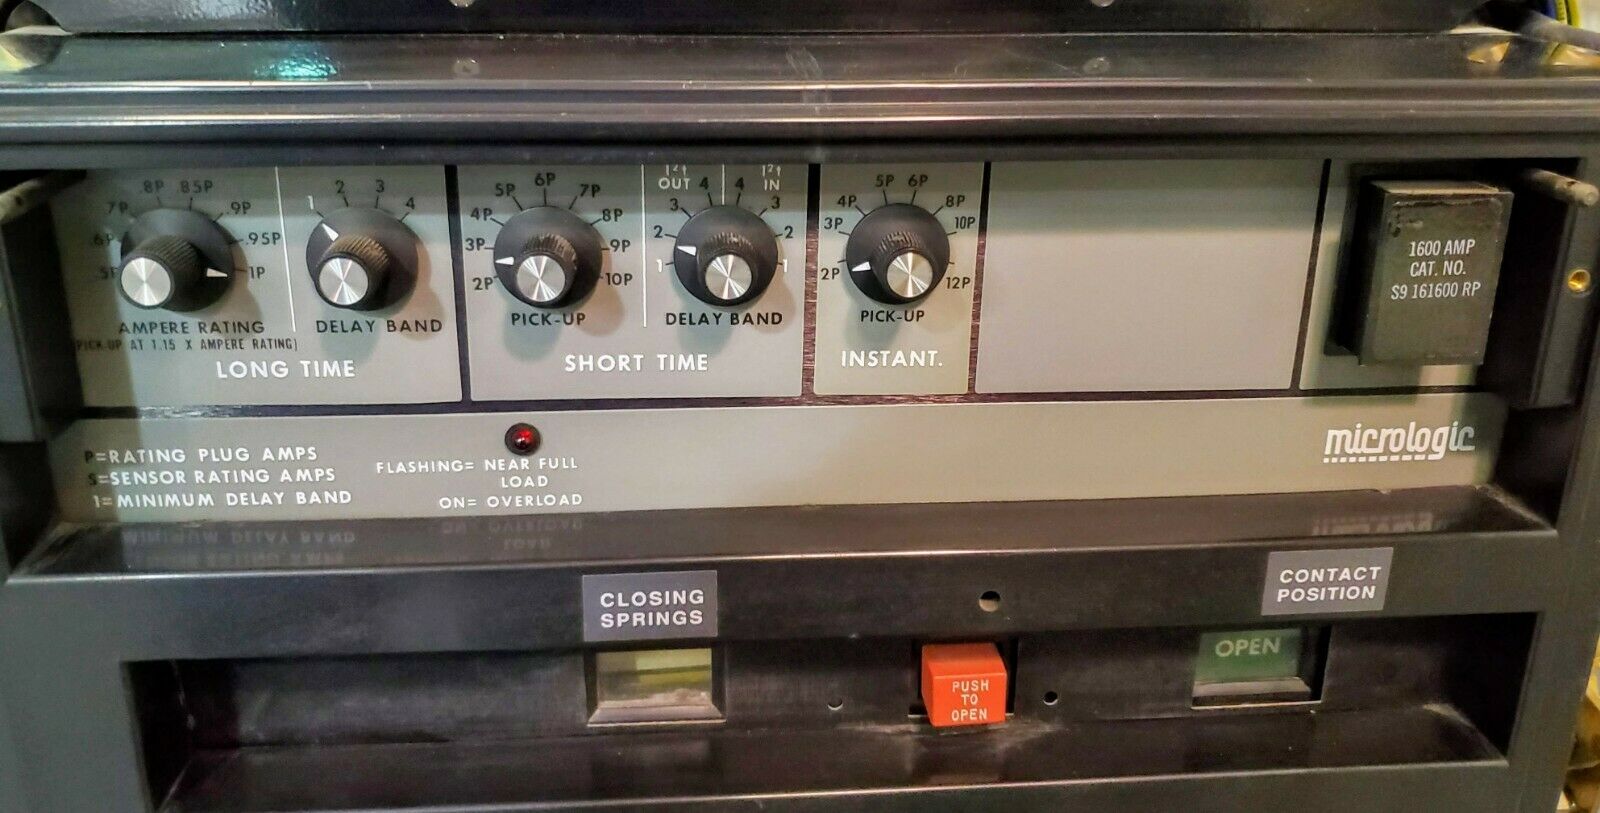 .5P .6P .7P .8P .85P .9P .95P 1P
AMPERE RATING
(PICK-UP AT 1.15 X AMPERE RATING)
1 2 3 4
DELAY BAND
LONG TIME
2P 3P 4P 5P 6P 7P 8P 9P 10P
PICK-UP
I²t OUT
I²t IN
1 2 3 4 4 3 2 1
DELAY BAND
SHORT TIME
2P 3P 4P 5P 6P 8P 10P 12P
PICK-UP
INSTANT.
1600 AMP
CAT. NO.
S9 161600 RP
P=RATING PLUG AMPS
S=SENSOR RATING AMPS
1=MINIMUM DELAY BAND
FLASHING= NEAR FULL
LOAD
ON= OVERLOAD
micrologic
CLOSING
SPRINGS
PUSH
TO
OPEN
CONTACT
POSITION
OPEN